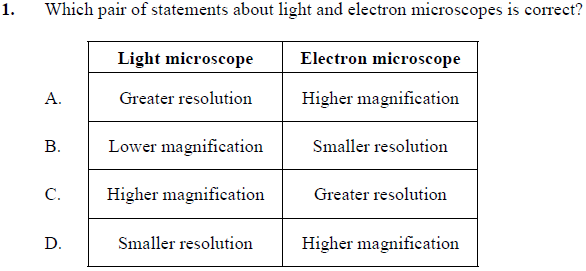 1. Which pair of statements about light and electron microscopes is correct?
Light microscope Electron microscope
A. Greater resolution Higher magnification
B. Lower magnification Smaller resolution
C. Higher magnification Greater resolution
D. Smaller resolution Higher magnification